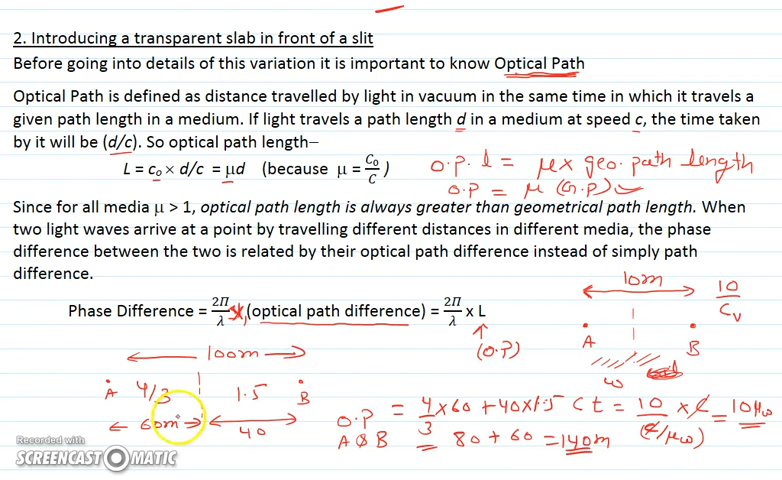 2. Introducing a transparent slab in front of a slit
Before going into details of this variation it is important to know Optical Path
Optical Path is defined as distance travelled by light in vacuum in the same time in which it travels a
given path length in a medium. If light travels a path length d in a medium at speed c, the time taken
by it will be (d/c). So optical path length–
L = c₀ x d/c = μd (because μ = C₀/C)
O.P. l = μ x geo. path length
O.P = μ (G.P)
Since for all media μ > 1, optical path length is always greater than geometrical path length. When
two light waves arrive at a point by travelling different distances in different media, the phase
difference between the two is related by their optical path difference instead of simply path
difference.
Phase Difference = 2Π/λ x (optical path difference) = 2Π/λ x L
(O.P)
10m
10/Cv
A B
ω
100m
A 4/3 1.5 B
60m 40
O.P = 4/3 x 60 + 40 x 1.5
A & B = 80 + 60 = 140m
C t = 10/(c/μω) x c = 10 μω
Recorded with
SCREENCAST MATIC